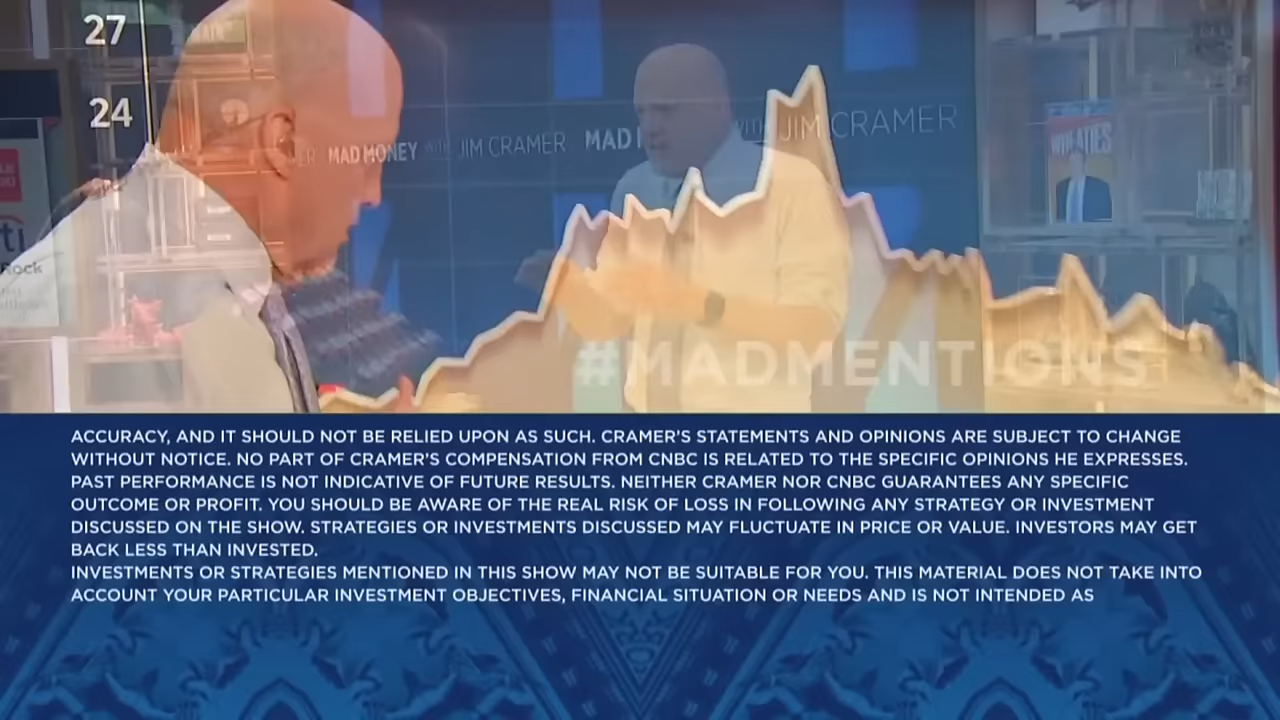 27
24
MAD MONEY WITH JIM CRAMER MAD
WITH JIM CRAMER
WHEATIES
Rock
#MADMENTIONS
ACCURACY, AND IT SHOULD NOT BE RELIED UPON AS SUCH. CRAMER'S STATEMENTS AND OPINIONS ARE SUBJECT TO CHANGE
WITHOUT NOTICE. NO PART OF CRAMER'S COMPENSATION FROM CNBC IS RELATED TO THE SPECIFIC OPINIONS HE EXPRESSES.
PAST PERFORMANCE IS NOT INDICATIVE OF FUTURE RESULTS. NEITHER CRAMER NOR CNBC GUARANTEES ANY SPECIFIC
OUTCOME OR PROFIT. YOU SHOULD BE AWARE OF THE REAL RISK OF LOSS IN FOLLOWING ANY STRATEGY OR INVESTMENT
DISCUSSED ON THE SHOW. STRATEGIES OR INVESTMENTS DISCUSSED MAY FLUCTUATE IN PRICE OR VALUE. INVESTORS MAY GET
BACK LESS THAN INVESTED.
INVESTMENTS OR STRATEGIES MENTIONED IN THIS SHOW MAY NOT BE SUITABLE FOR YOU. THIS MATERIAL DOES NOT TAKE INTO
ACCOUNT YOUR PARTICULAR INVESTMENT OBJECTIVES, FINANCIAL SITUATION OR NEEDS AND IS NOT INTENDED AS